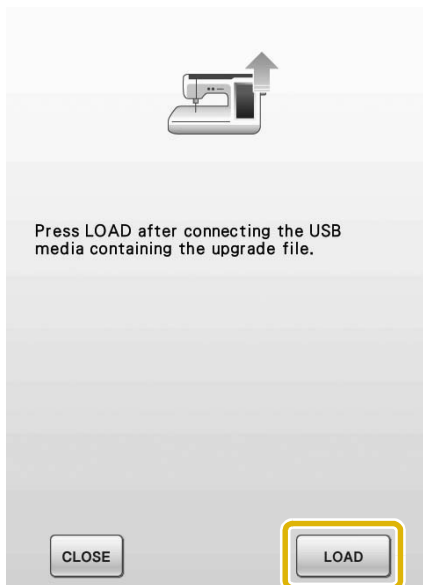 Press LOAD after connecting the USB
media containing the upgrade file.
CLOSE
LOAD